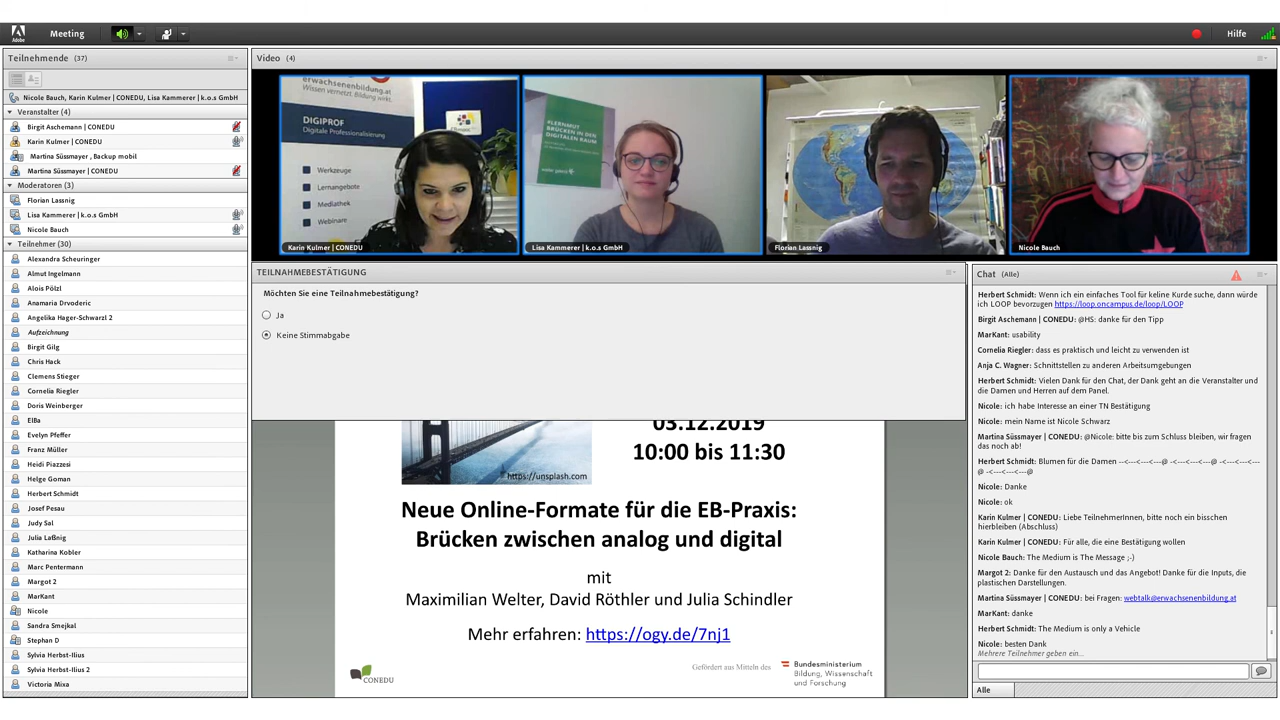 Adobe
Meeting
Hilfe
Teilnehmende (37)
Nicole Bauch, Karin Kulmer | CONEDU, Lisa Kammerer | k.o.s GmbH
Veranstalter (4)
Birgit Aschemann | CONEDU
Karin Kulmer | CONEDU
Martina Süssmayer , Backup mobil
Martina Süssmayer | CONEDU
Moderatoren (3)
Florian Lassnig
Lisa Kammerer | k.o.s GmbH
Nicole Bauch
Teilnehmer (30)
Alexandra Scheuringer
Almut Ingelmann
Alois Pölzl
Anamaria Drvoderic
Angelika Hager-Schwarzl 2
Aufzeichnung
Birgit Gilg
Chris Hack
Clemens Stieger
Cornelia Riegler
Doris Weinberger
ElBa
Evelyn Pfeffer
Franz Müller
Heidi Piazzesi
Helge Goman
Herbert Schmidt
Josef Pesau
Judy Sal
Julia Laßnig
Katharina Kobler
Marc Pentermann
Margot 2
MarKant
Nicole
Sandra Smejkal
Stephan D
Sylvia Herbst-Ilius
Sylvia Herbst-Ilius 2
Victoria Mixa
Video (4)
erwachsenenbildung.at
Wissen vernetzt. Bildung wirkt.
DIGIPROF
Digitale Professionalisierung
Werkzeuge
Lernangebote
Mediathek
Webinare
Karin Kulmer | CONEDU
#LERNMUT
BRÜCKEN IN DEN
DIGITALEN RAUM
Lisa Kammerer | k.o.s GmbH
Florian Lassnig
Nicole Bauch
TEILNAHMEBESTÄTIGUNG
Möchten Sie eine Teilnahmebestätigung?
Ja
Keine Stimmabgabe
03.12.2019
10:00 bis 11:30
https://unsplash.com
Neue Online-Formate für die EB-Praxis:
Brücken zwischen analog und digital
mit
Maximilian Welter, David Röthler und Julia Schindler
Mehr erfahren: https://ogy.de/7nj1
CONEDU
Gefördert aus Mitteln des
Bundesministerium
Bildung, Wissenschaft
und Forschung
Chat (Alle)
Herbert Schmidt: Wenn ich ein einfaches Tool für keline Kurde suche, dann würde
ich LOOP bevorzugen https://loop.oncampus.de/loop/LOOP
Birgit Aschemann | CONEDU: @HS: danke für den Tipp
MarKant: usability
Cornelia Riegler: dass es praktisch und leicht zu verwenden ist
Anja C. Wagner: Schnittstellen zu anderen Arbeitsumgebungen
Herbert Schmidt: Vielen Dank für den Chat, der Dank geht an die Veranstalter und
die Damen und Herren auf dem Panel.
Nicole: ich habe Interesse an einer TN Bestätigung
Nicole: mein Name ist Nicole Schwarz
Martina Süssmayer | CONEDU: @Nicole: bitte bis zum Schluss bleiben, wir fragen
das noch ab!
Herbert Schmidt: Blumen für die Damen --<---<---<---@ -<---<---<---@ -<---<---<---
@ -<---<---<---@
Nicole: Danke
Nicole: ok
Karin Kulmer | CONEDU: Liebe TeilnehmerInnen, bitte noch ein bisschen
hierbleiben (Abschluss)
Karin Kulmer | CONEDU: Für alle, die eine Bestätigung wollen
Nicole Bauch: The Medium is The Message ;-)
Margot 2: Danke für den Austausch und das Angebot! Danke für die Inputs, die
plastischen Darstellungen.
Martina Süssmayer | CONEDU: bei Fragen: webtalk@erwachsenenbildung.at
MarKant: danke
Herbert Schmidt: The Medium is only a Vehicle
Nicole: besten Dank
Mehrere Teilnehmer geben ein...
Alle